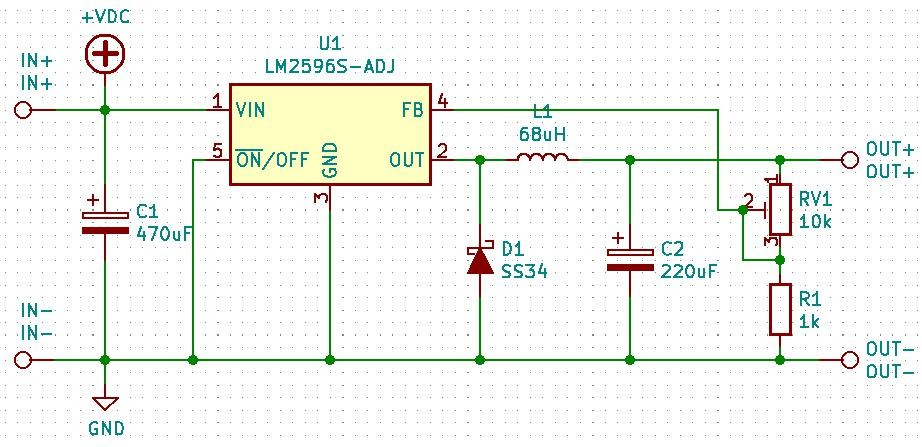 +VDC
IN+
IN+
U1
LM2596S-ADJ
1
VIN
FB
4
5
ON/OFF
GND
OUT
2
3
L1
68uH
OUT+
OUT+
C1
470uF
2
1
3
RV1
10k
D1
SS34
C2
220uF
R1
1k
IN-
IN-
OUT-
OUT-
GND